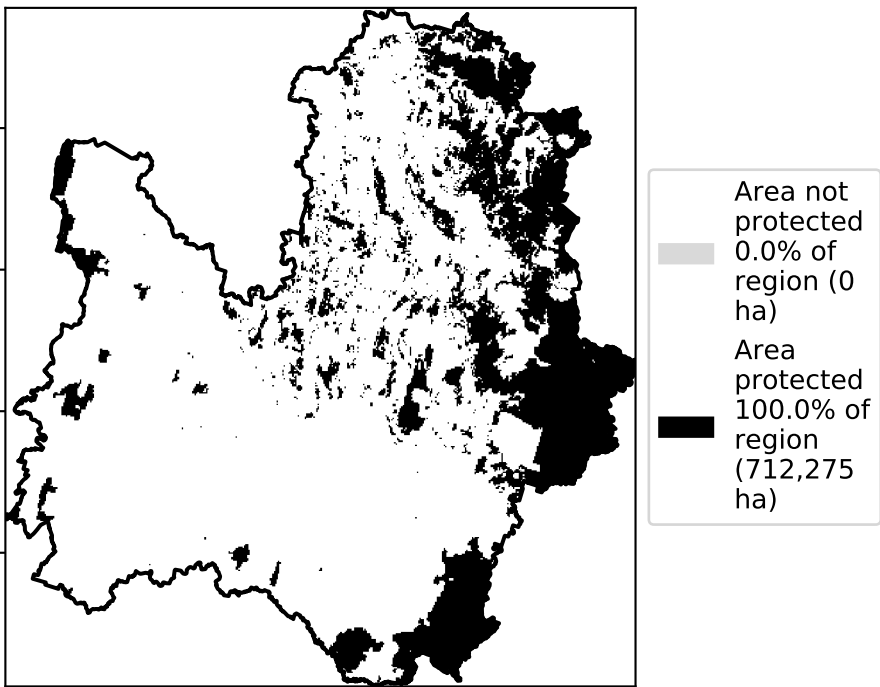 Area not
protected
0.0% of
region (0
ha)
Area
protected
100.0% of
region
(712,275
ha)